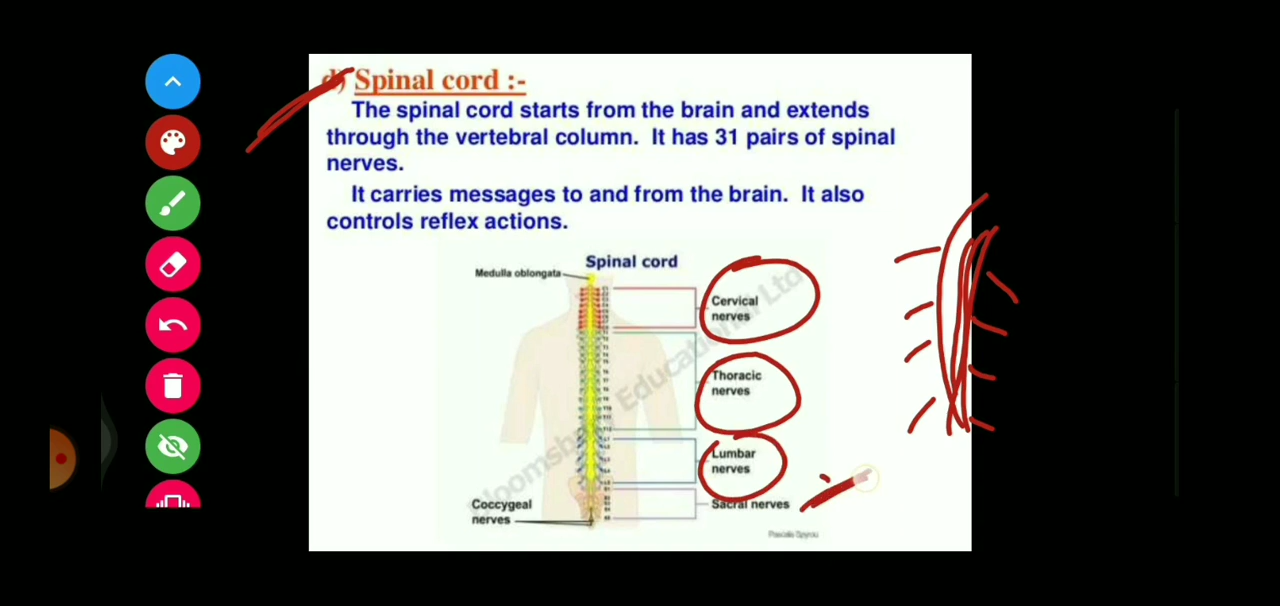 d) Spinal cord :-
The spinal cord starts from the brain and extends
through the vertebral column. It has 31 pairs of spinal
nerves.
It carries messages to and from the brain. It also
controls reflex actions.
Spinal cord
Medulla oblongata
Cervical
nerves
Thoracic
nerves
Lumbar
nerves
Sacral nerves
Coccygeal
nerves
Educational Ltd